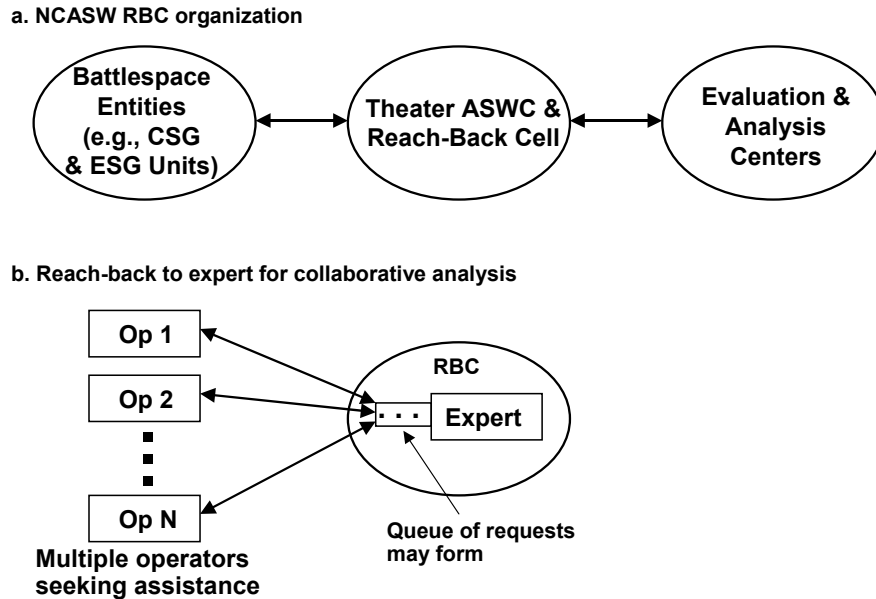 a. NCASW RBC organization
Battlespace
Entities
(e.g., CSG
& ESG Units)
Theater ASWC &
Reach-Back Cell
Evaluation &
Analysis
Centers
b. Reach-back to expert for collaborative analysis
Op 1
Op 2
Op N
Multiple operators
seeking assistance
RBC
. . .
Expert
Queue of requests
may form